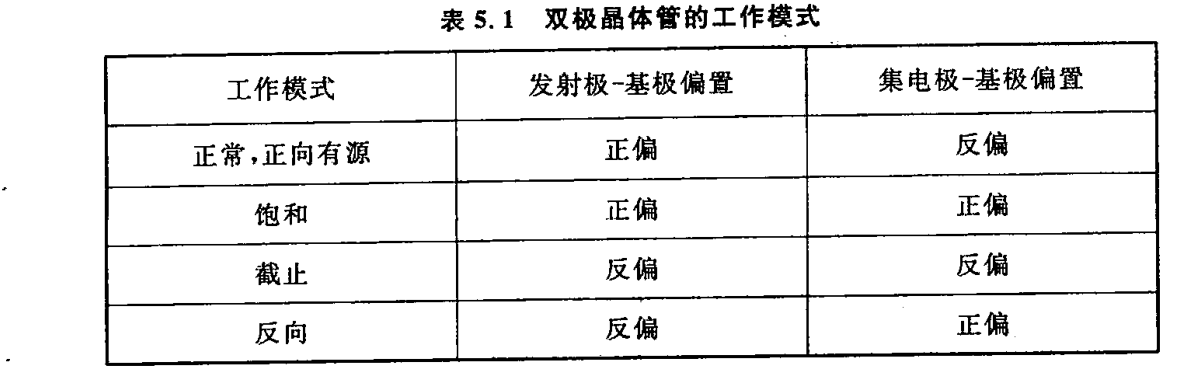 表 5.1 双极晶体管的工作模式
工作模式 发射极-基极偏置 集电极-基极偏置
正常,正向有源 正偏 反偏
饱和 正偏 正偏
截止 反偏 反偏
反向 反偏 正偏